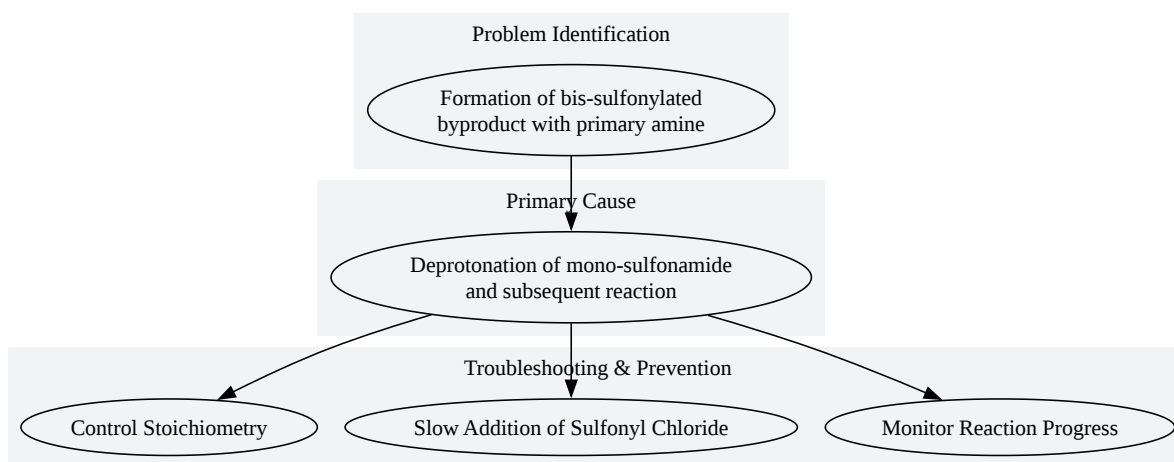 Problem Identification
Formation of bis-sulfonylated
byproduct with primary amine
Primary Cause
Deprotonation of mono-sulfonamide
and subsequent reaction
Troubleshooting & Prevention
Control Stoichiometry
Slow Addition of Sulfonyl Chloride
Monitor Reaction Progress